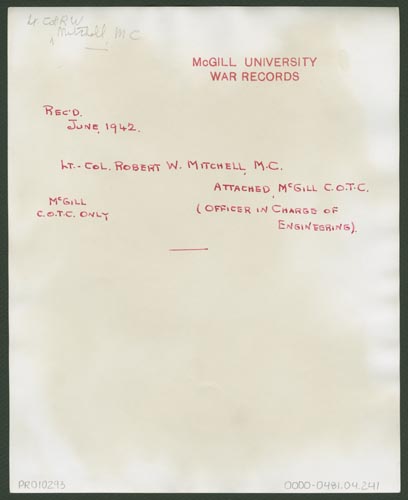 Lt. Col R W
Mitchell, M C
McGILL UNIVERSITY
WAR RECORDS
REC'D.
JUNE, 1942.
LT.-COL. ROBERT W. MITCHELL, M.C.
ATTACHED, McGILL C.O.T.C.
McGILL
C.O.T.C. ONLY
(OFFICER IN CHARGE OF
ENGINEERING).
PR010293
0000-0481.04.241